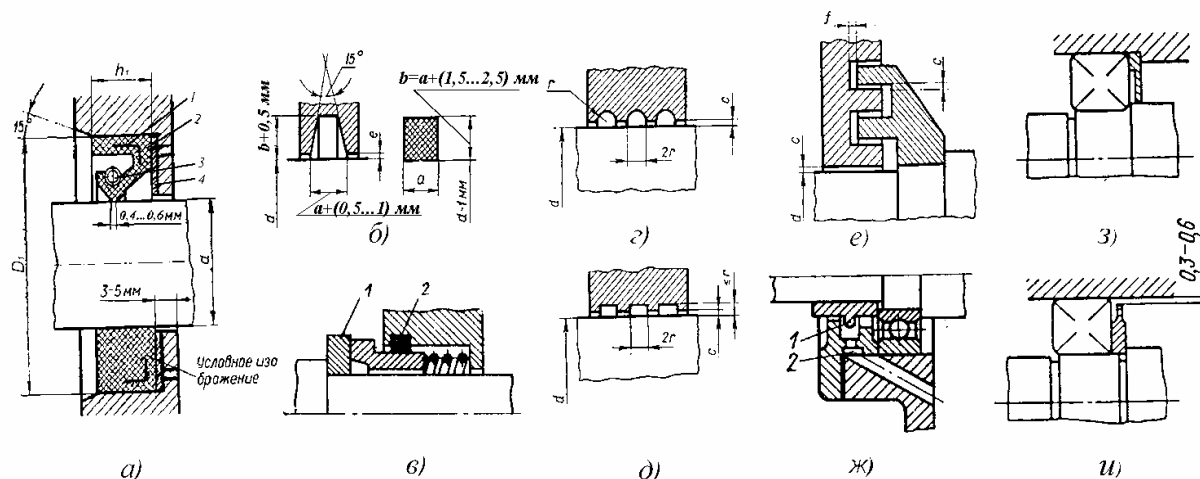 h₁
1
2
3
4
15°
0,4...0,6мм
D₁
d
3-5мм
Условное изо
бражение
а)
15°
b=a+(1,5...2,5) мм
b+0,5 мм
e
a
d
a+(0,5...1) мм
d-1мм
б)
1
2
в)
r
c
2r
d
г)
≤r
c
2r
d
д)
f
c
c
d
е)
1
2
ж)
з)
0,3-0,6
и)